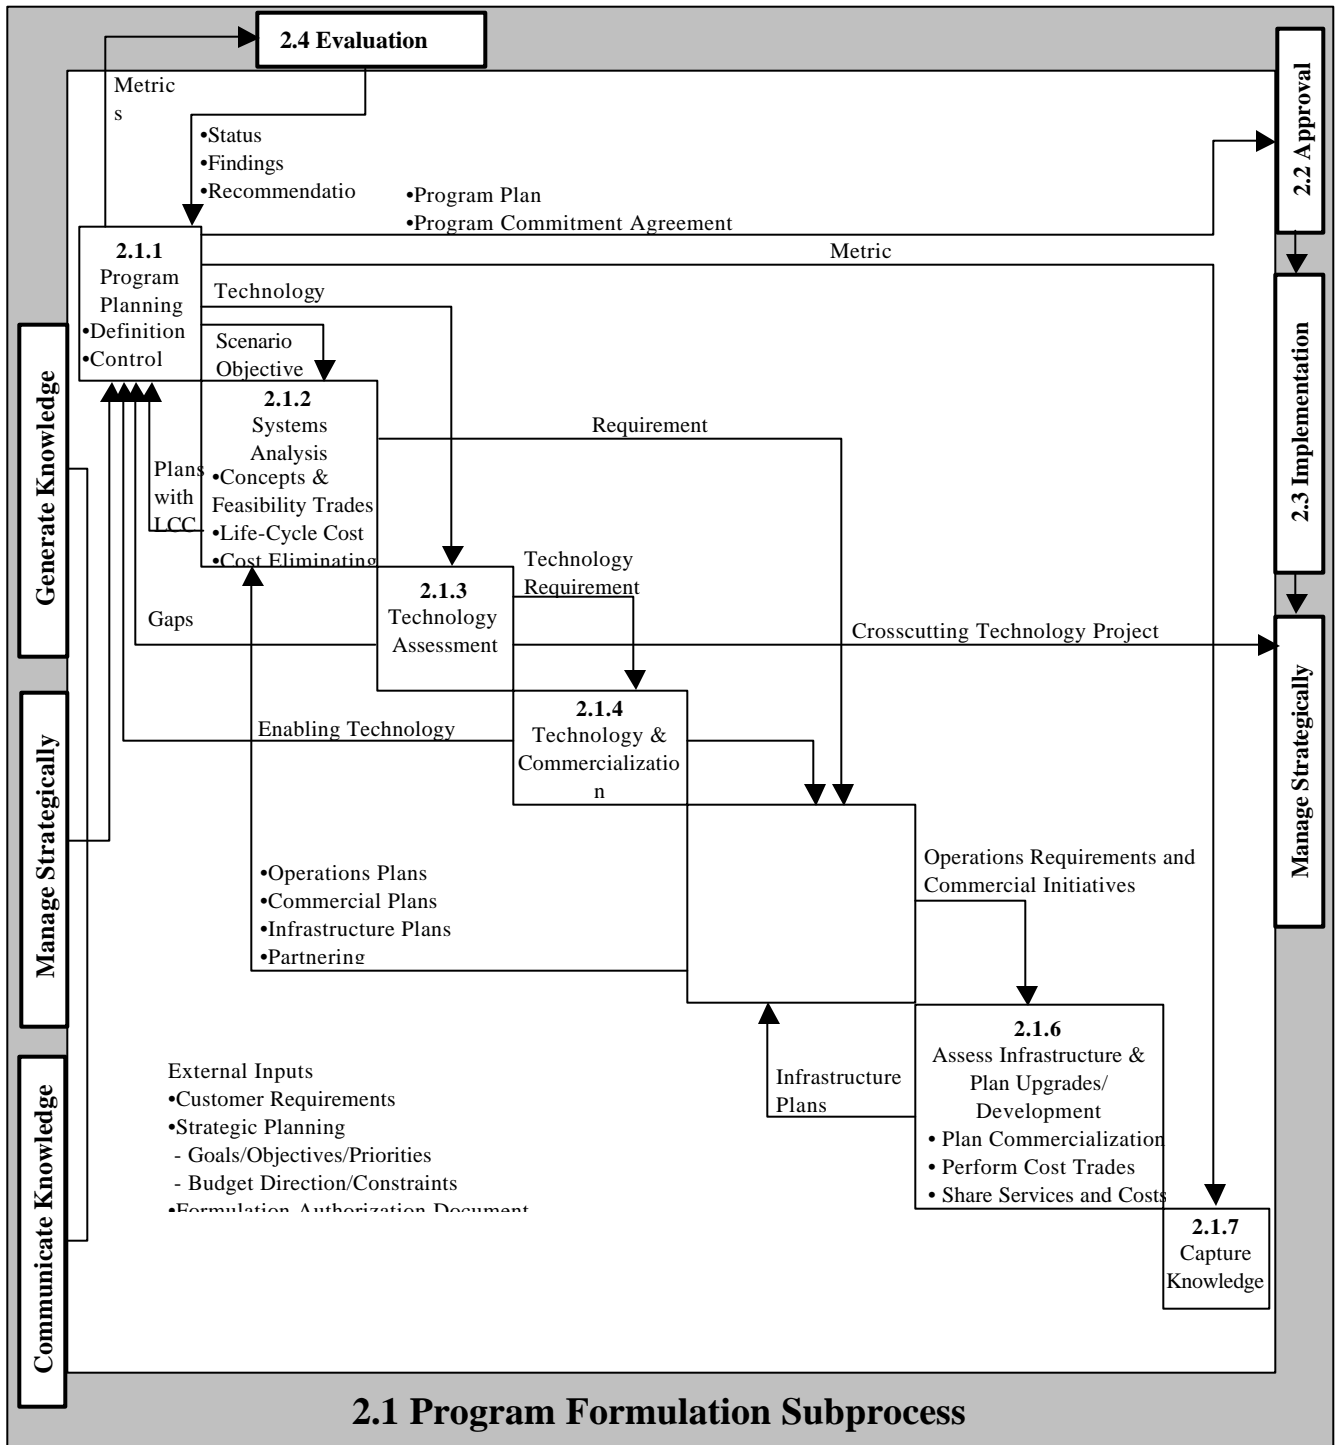 2.4 Evaluation
Metric
s
•Status
•Findings
•Recommendatio
•Program Plan
•Program Commitment Agreement
Metric
2.2 Approval
2.1.1
Program
Planning
•Definition
•Control
Technology
Scenario
Objective
2.1.2
Systems
Analysis
•Concepts &
Feasibility Trades
•Life-Cycle Cost
•Cost Eliminating
Plans
with
LCC
Requirement
2.3 Implementation
Generate Knowledge
Gaps
2.1.3
Technology
Assessment
Technology
Requirement
Crosscutting Technology Project
Manage Strategically
Enabling Technology
2.1.4
Technology &
Commercializatio
n
Manage Strategically
•Operations Plans
•Commercial Plans
•Infrastructure Plans
•Partnering
Operations Requirements and
Commercial Initiatives
Infrastructure
Plans
2.1.6
Assess Infrastructure &
Plan Upgrades/
Development
• Plan Commercialization
• Perform Cost Trades
• Share Services and Costs
Communicate Knowledge
External Inputs
•Customer Requirements
•Strategic Planning
- Goals/Objectives/Priorities
- Budget Direction/Constraints
•Formulation Authorization Document
2.1.7
Capture
Knowledge
2.1 Program Formulation Subprocess